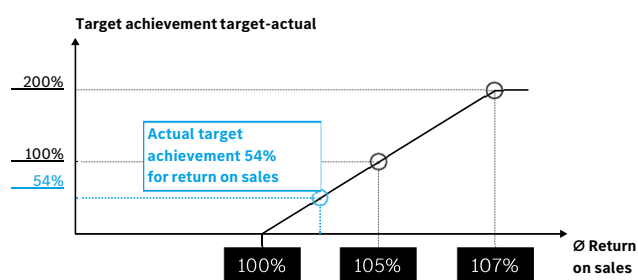 Target achievement target-actual
200%
Actual target
achievement 54%
for return on sales
100%
54%
Ø Return
on sales
100%
105%
107%